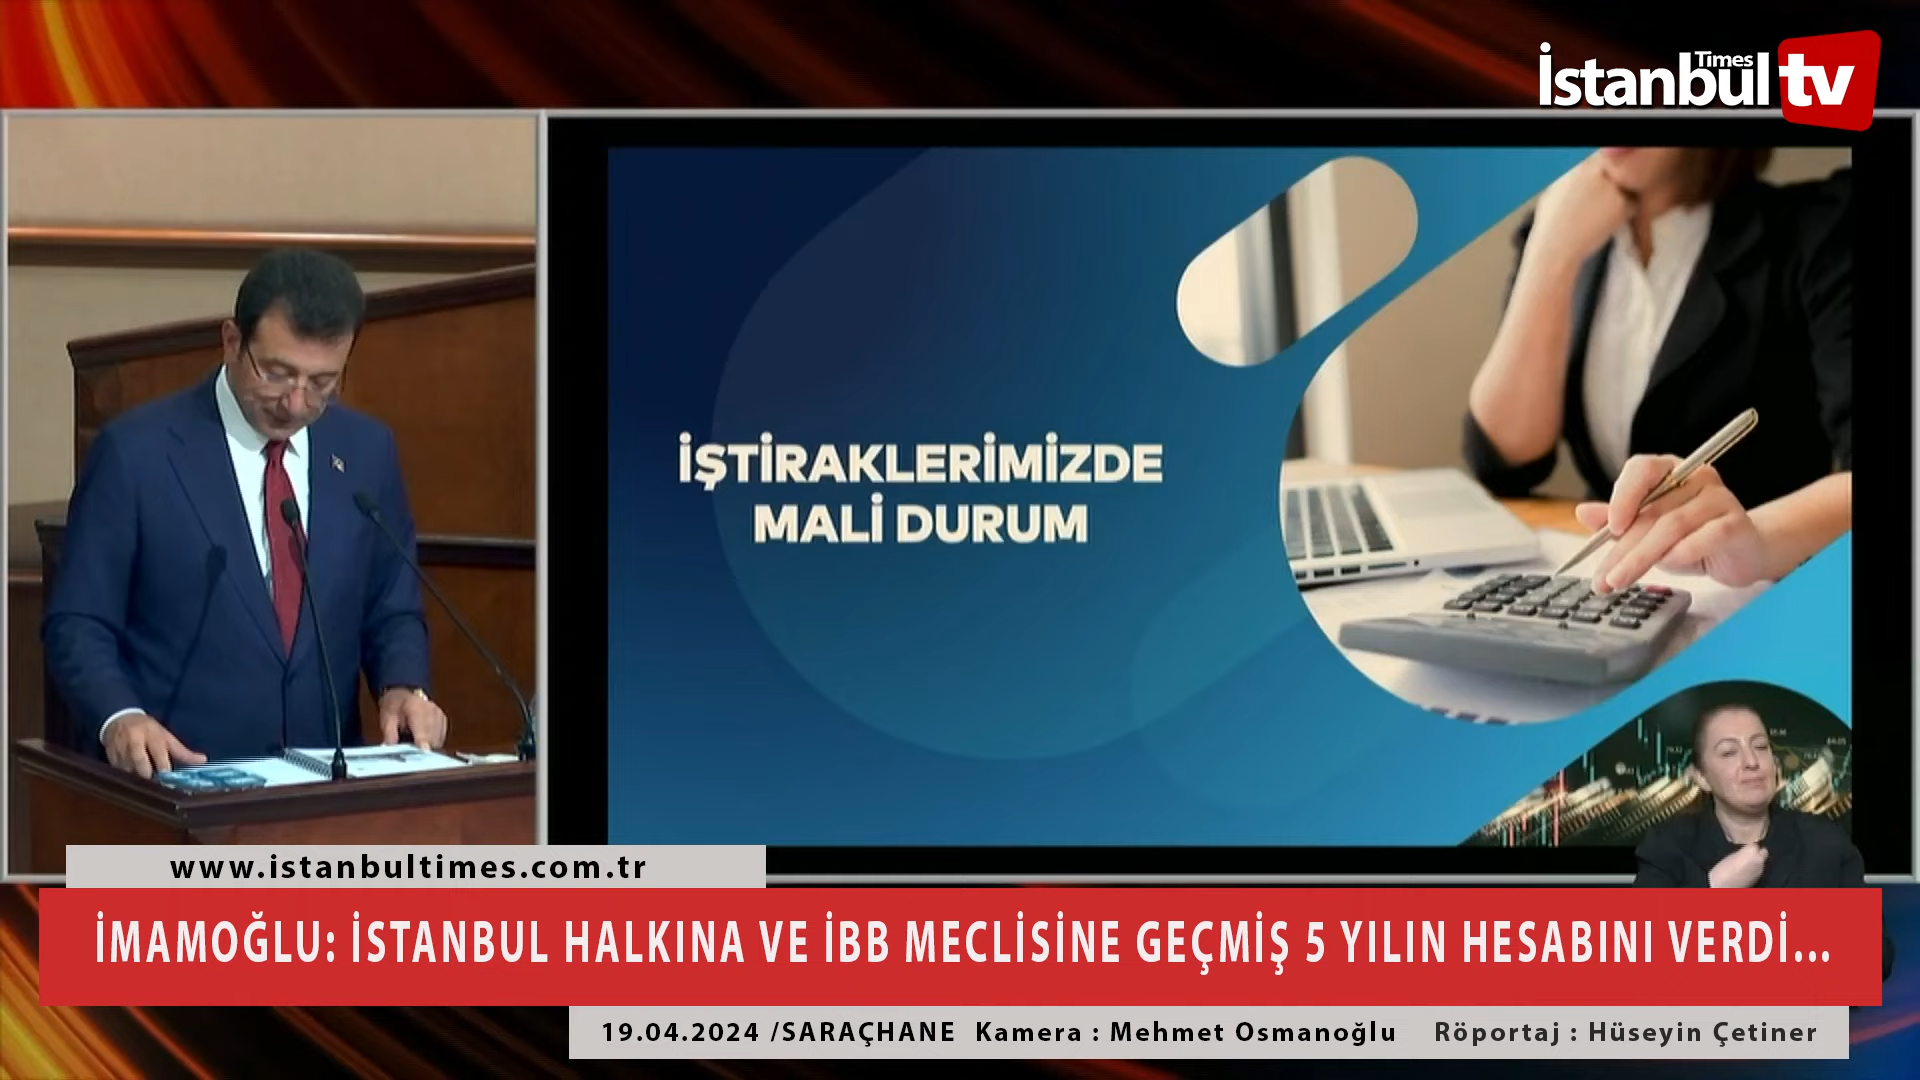 İstanbul Times tv
İŞTİRAKLERİMİZDE
MALİ DURUM
www.istanbultimes.com.tr
İMAMOĞLU: İSTANBUL HALKINA VE İBB MECLİSİNE GEÇMİŞ 5 YILIN HESABINI VERDİ...
19.04.2024 /SARAÇHANE Kamera : Mehmet Osmanoğlu Röportaj : Hüseyin Çetiner